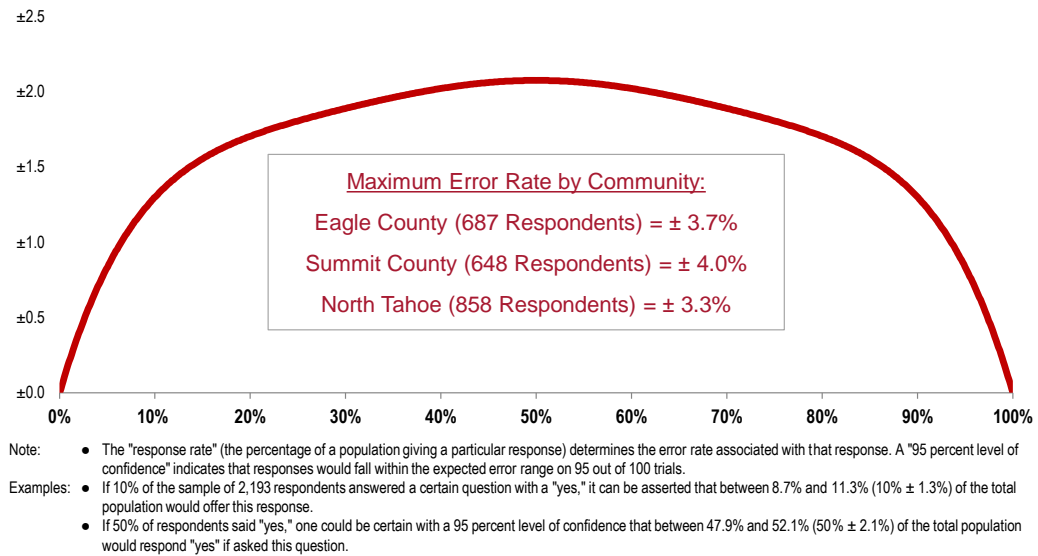 ±2.5
±2.0
±1.5
±1.0
±0.5
±0.0
Maximum Error Rate by Community:
Eagle County (687 Respondents) = ± 3.7%
Summit County (648 Respondents) = ± 4.0%
North Tahoe (858 Respondents) = ± 3.3%
0% 10% 20% 30% 40% 50% 60% 70% 80% 90% 100%
Note: ● The "response rate" (the percentage of a population giving a particular response) determines the error rate associated with that response. A "95 percent level of
confidence" indicates that responses would fall within the expected error range on 95 out of 100 trials.
Examples: ● If 10% of the sample of 2,193 respondents answered a certain question with a "yes," it can be asserted that between 8.7% and 11.3% (10% ± 1.3%) of the total
population would offer this response.
● If 50% of respondents said "yes," one could be certain with a 95 percent level of confidence that between 47.9% and 52.1% (50% ± 2.1%) of the total population
would respond "yes" if asked this question.